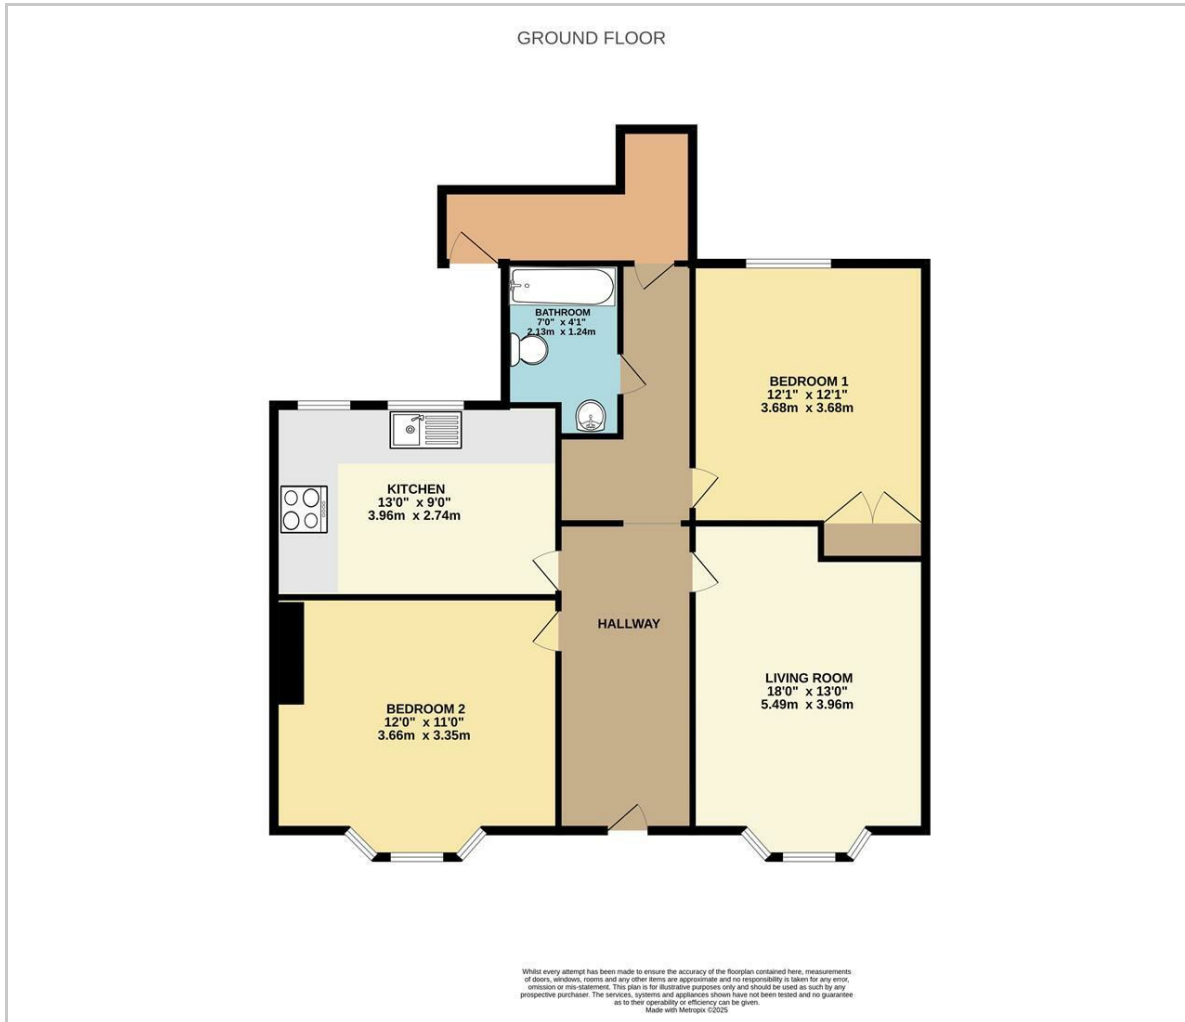 GROUND FLOOR
BATHROOM
7'0" x 4'1"
2.13m x 1.24m
BEDROOM 1
12'1" x 12'1"
3.68m x 3.68m
KITCHEN
13'0" x 9'0"
3.96m x 2.74m
HALLWAY
LIVING ROOM
18'0" x 13'0"
5.49m x 3.96m
BEDROOM 2
12'0" x 11'0"
3.66m x 3.35m
Whilst every attempt has been made to ensure the accuracy of the floorplan contained here, measurements
of doors, windows, rooms and any other items are approximate and no responsibility is taken for any error,
omission or mis-statement. This plan is for illustrative purposes only and should be used as such by any
prospective purchaser. The services, systems and appliances shown have not been tested and no guarantee
as to their operability or efficiency can be given.
Made with Metropix ©2025